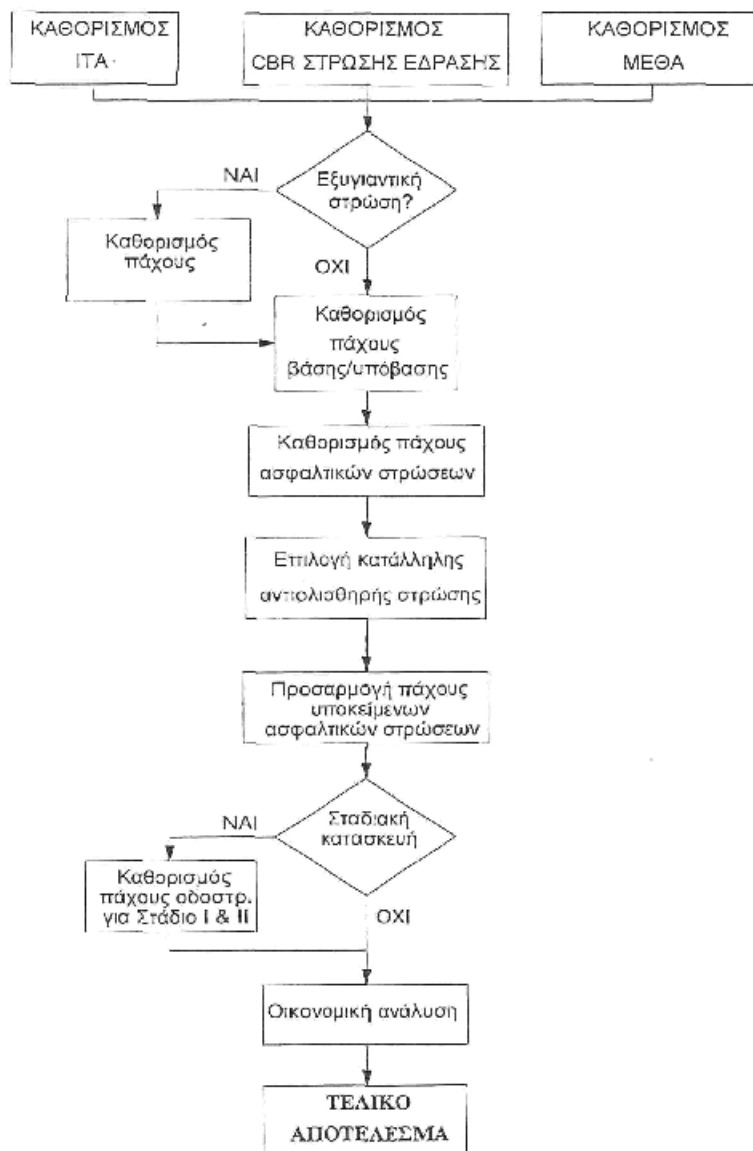 ΚΑΘΟΡΙΣΜΟΣ
ΙΤΑ
ΚΑΘΟΡΙΣΜΟΣ
CBR ΣΤΡΩΣΗΣ ΕΔΡΑΣΗΣ
ΚΑΘΟΡΙΣΜΟΣ
ΜΕΘΑ
ΝΑΙ
Εξυγιαντική
στρώση?
Καθορισμός
πάχους
ΟΧΙ
Καθορισμός
πάχους
βάσης/υπόβασης
Καθορισμός πάχους
ασφαλτικών στρώσεων
Επιλογή κατάλληλης
αντιολισθηρής στρώσης
Προσαρμογή πάχους
υποκείμενων
ασφαλτικών στρώσεων
ΝΑΙ
Σταδιακή
κατασκευή
Καθορισμός
πάχους οδοστρ.
για Στάδιο Ι & ΙΙ
ΟΧΙ
Οικονομική ανάλυση
ΤΕΛΙΚΟ
ΑΠΟΤΕΛΕΣΜΑ